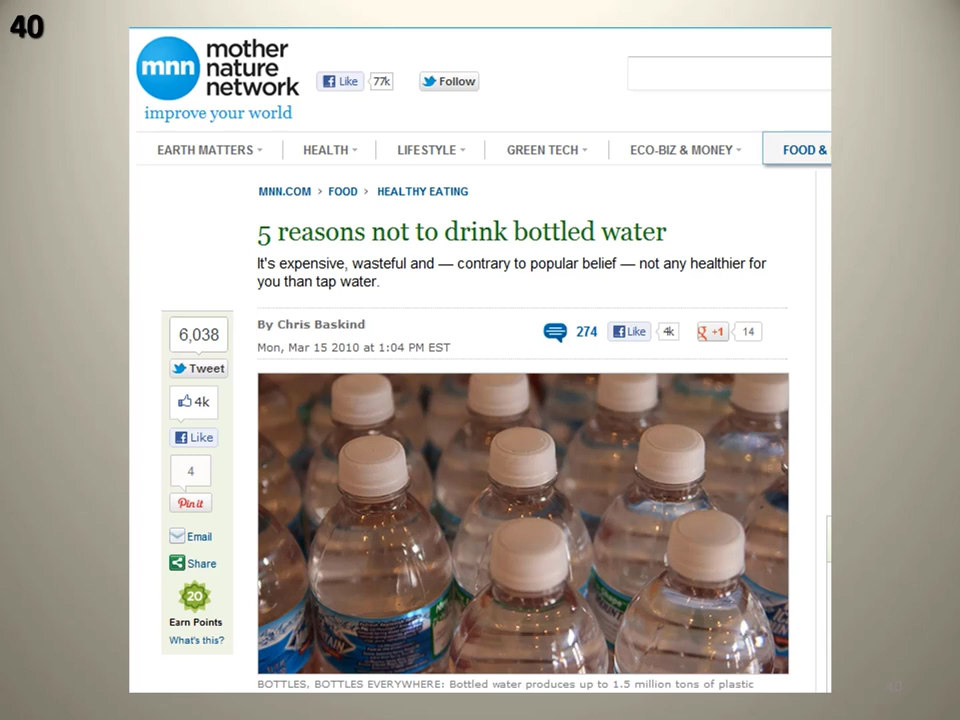 40
mnn
mother
nature
network
improve your world
Like 77k
Follow
EARTH MATTERS
HEALTH
LIFESTYLE
GREEN TECH
ECO-BIZ & MONEY
FOOD &
MNN.COM > FOOD > HEALTHY EATING
5 reasons not to drink bottled water
It's expensive, wasteful and — contrary to popular belief — not any healthier for
you than tap water.
By Chris Baskind
Mon, Mar 15 2010 at 1:04 PM EST
274 Like 4k +1 14
6,038
Tweet
4k
Like
4
Pin it
Email
Share
20
Earn Points
What's this?
BOTTLES, BOTTLES EVERYWHERE: Bottled water produces up to 1.5 million tons of plastic
40